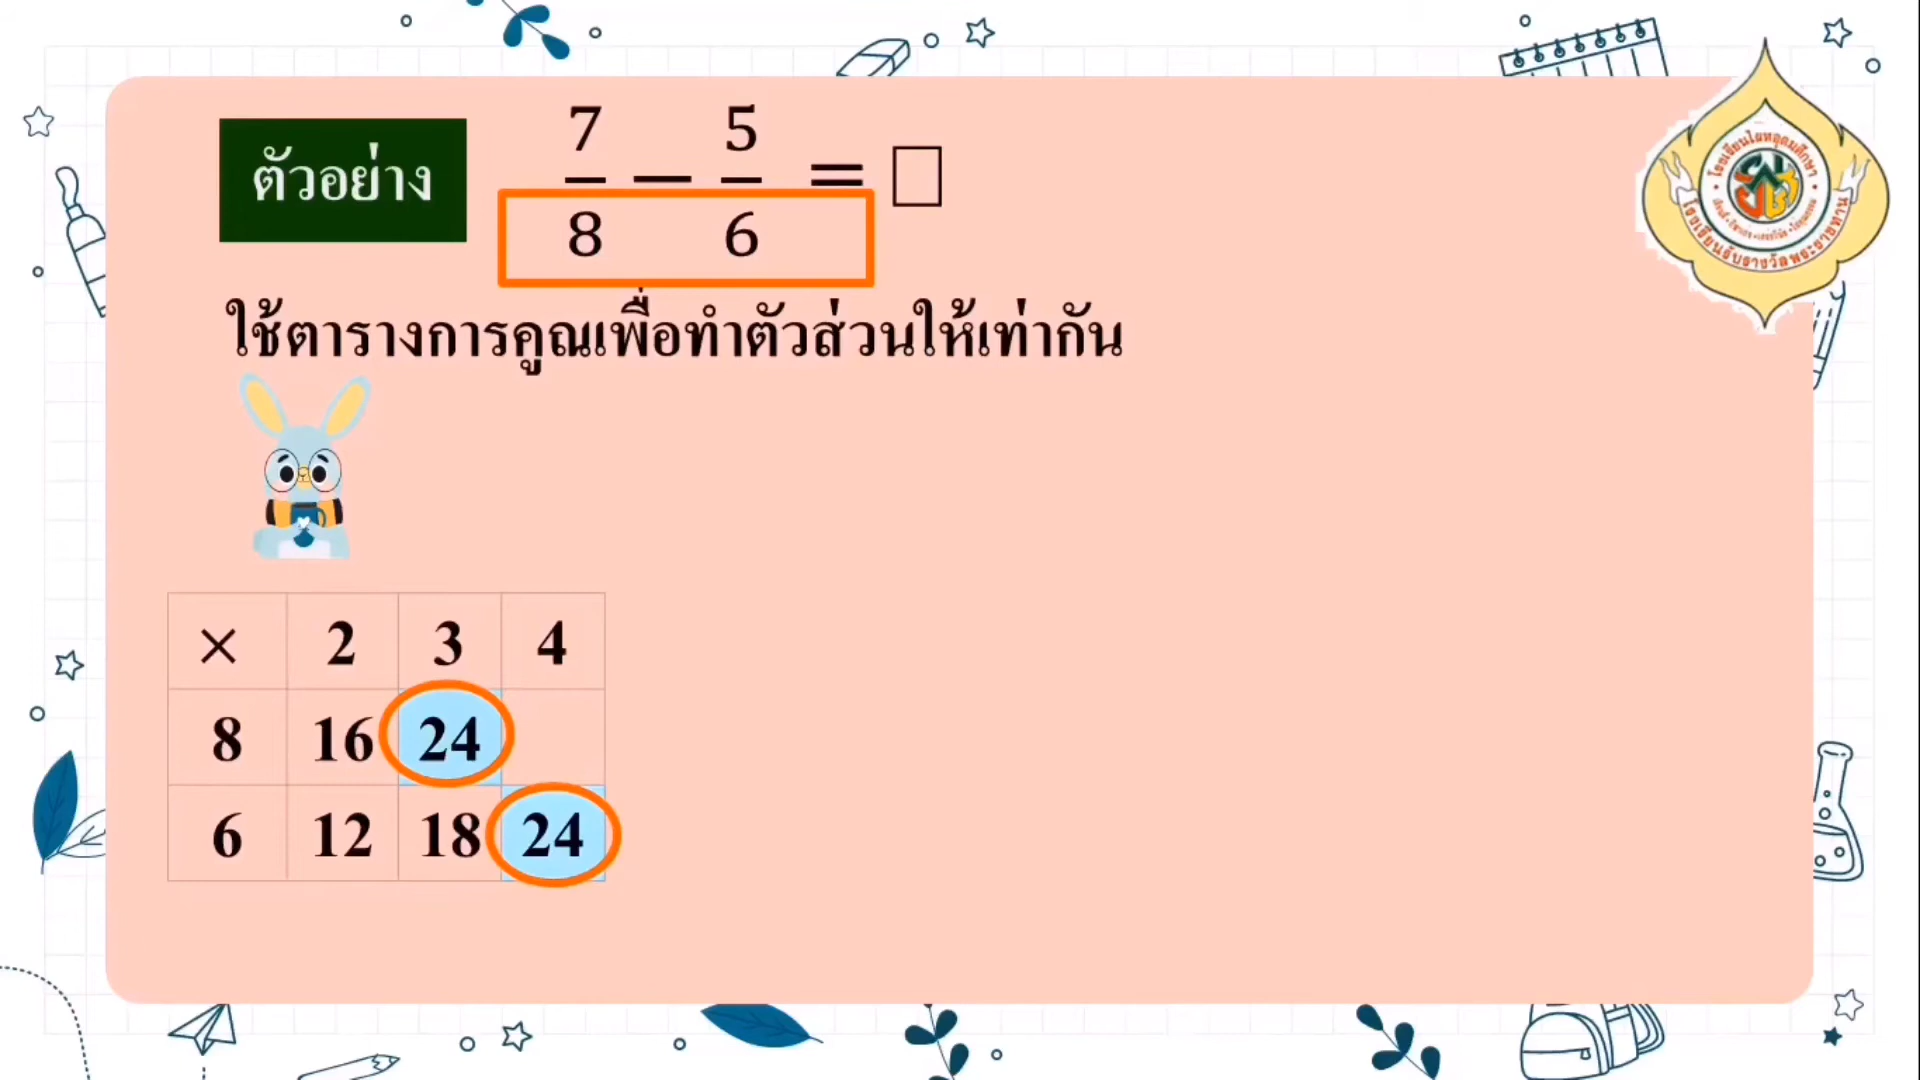 ตัวอย่าง
7/8 − 5/6 = □
ใช้ตารางการคูณเพื่อทำตัวส่วนให้เท่ากัน
× 2 3 4
8 16 24
6 12 18 24